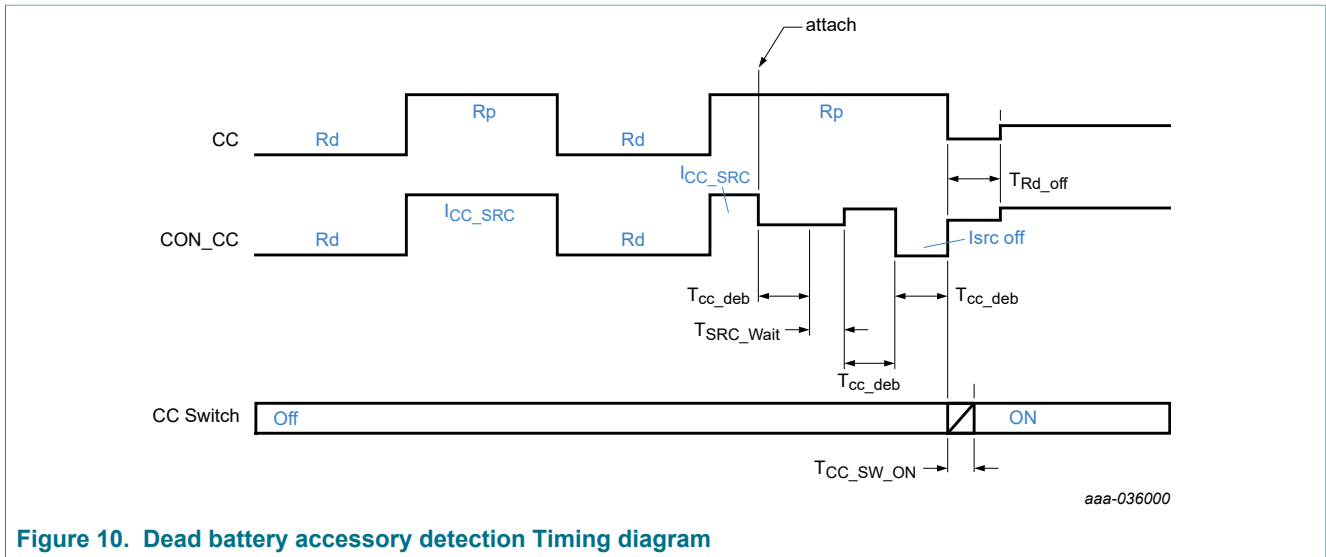 attach
CC
Rd
Rp
Rd
Rp
TRd_off
ICC_SRC
CON_CC
Rd
ICC_SRC
Rd
Isrc off
Tcc_deb
Tcc_deb
TSRC_Wait
Tcc_deb
CC Switch
Off
ON
TCC_SW_ON
aaa-036000
Figure 10. Dead battery accessory detection Timing diagram